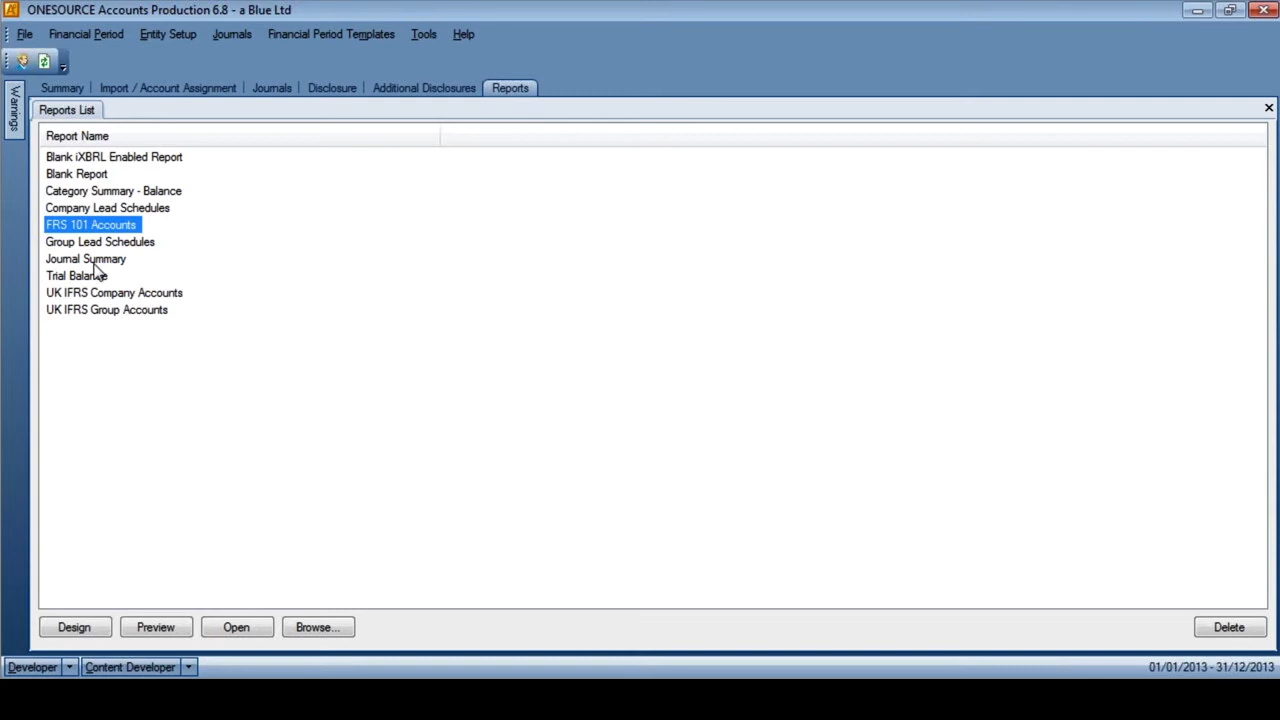 ONESOURCE Accounts Production 6.8 - a Blue Ltd
File Financial Period Entity Setup Journals Financial Period Templates Tools Help
Warnings
Summary Import / Account Assignment Journals Disclosure Additional Disclosures Reports
Reports List
Report Name
Blank iXBRL Enabled Report
Blank Report
Category Summary - Balance
Company Lead Schedules
FRS 101 Accounts
Group Lead Schedules
Journal Summary
Trial Balance
UK IFRS Company Accounts
UK IFRS Group Accounts
Design Preview Open Browse... Delete
Developer Content Developer 01/01/2013 - 31/12/2013